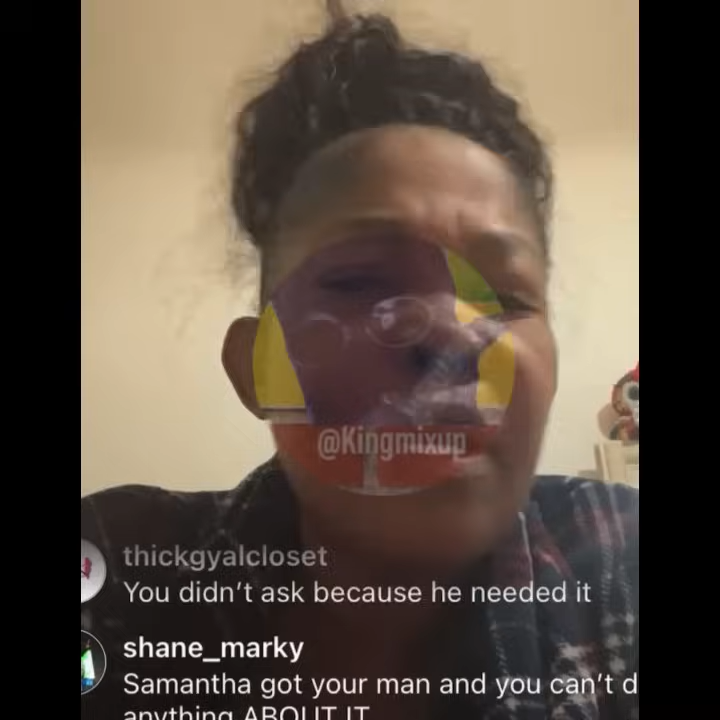 @Kingmixup
thickgyalcloset
You didn't ask because he needed it
shane_marky
Samantha got your man and you can't d
anything ABOUT IT